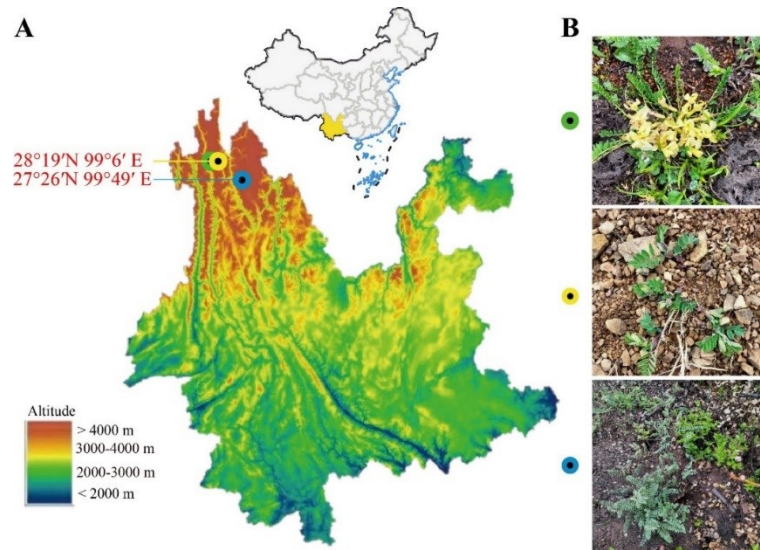 A
B
28°19′N 99°6′ E
27°26′N 99°49′ E
Altitude
> 4000 m
3000-4000 m
2000-3000 m
< 2000 m